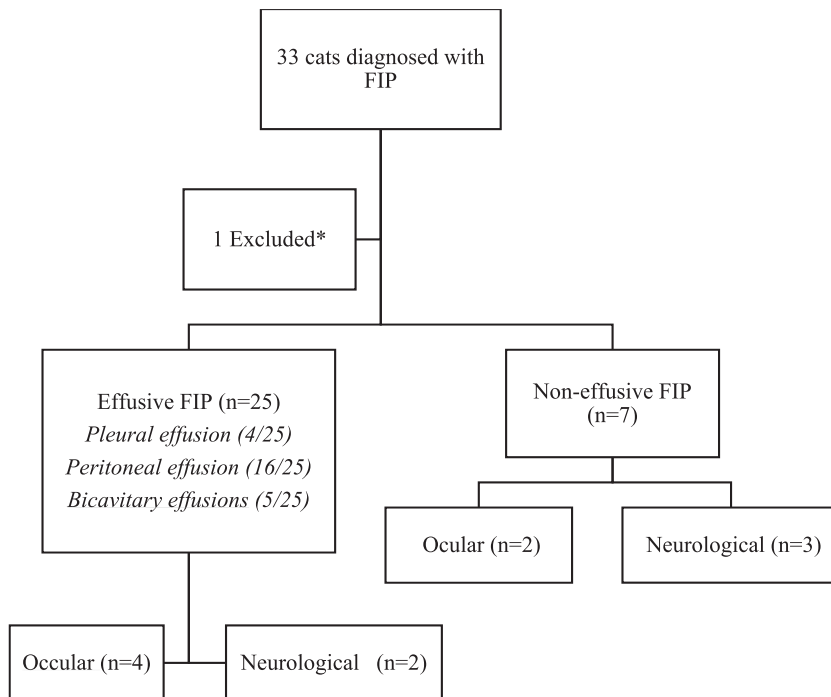 33 cats diagnosed with
FIP
1 Excluded*
Effusive FIP (n=25)
Pleural effusion (4/25)
Peritoneal effusion (16/25)
Bicavitary effusions (5/25)
Non-effusive FIP
(n=7)
Ocular (n=2)
Neurological (n=3)
Occular (n=4)
Neurological (n=2)